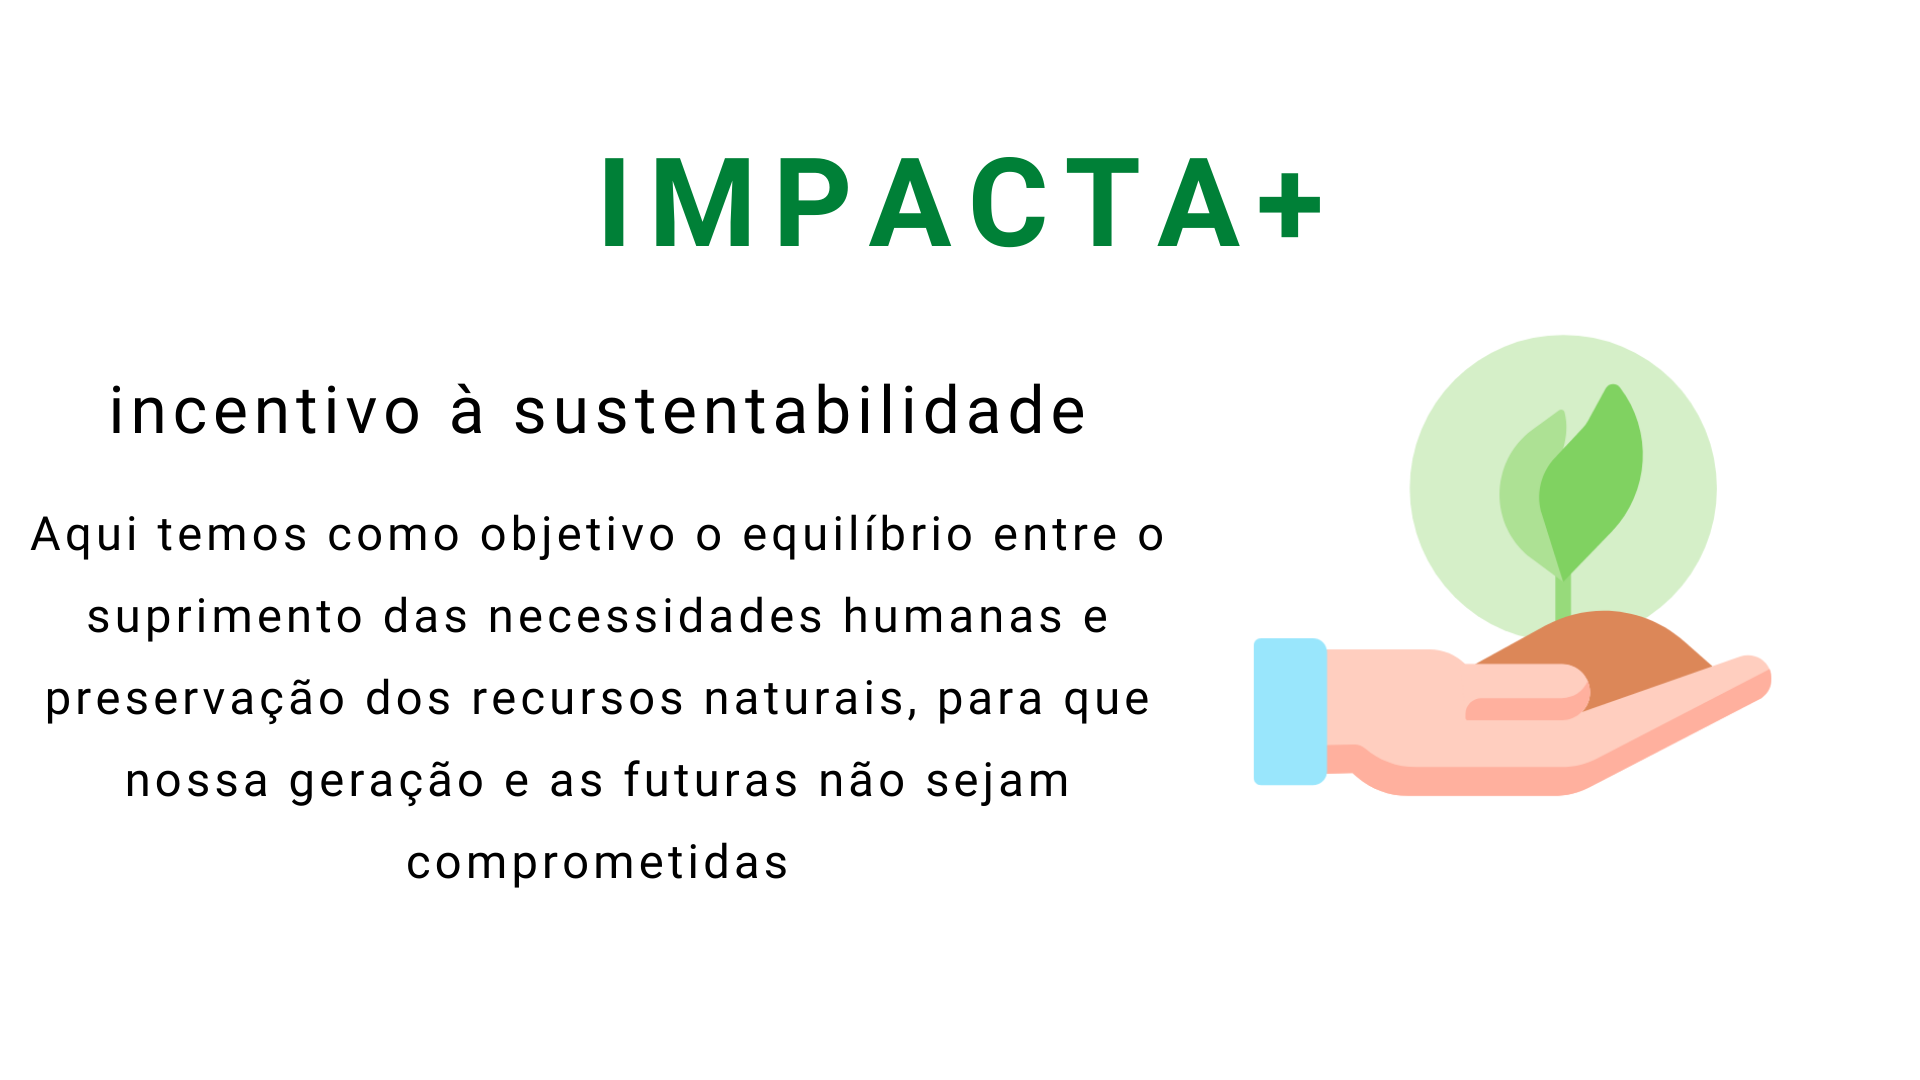 IMPACTA+
incentivo à sustentabilidade
Aqui temos como objetivo o equilíbrio entre o
suprimento das necessidades humanas e
preservação dos recursos naturais, para que
nossa geração e as futuras não sejam
comprometidas